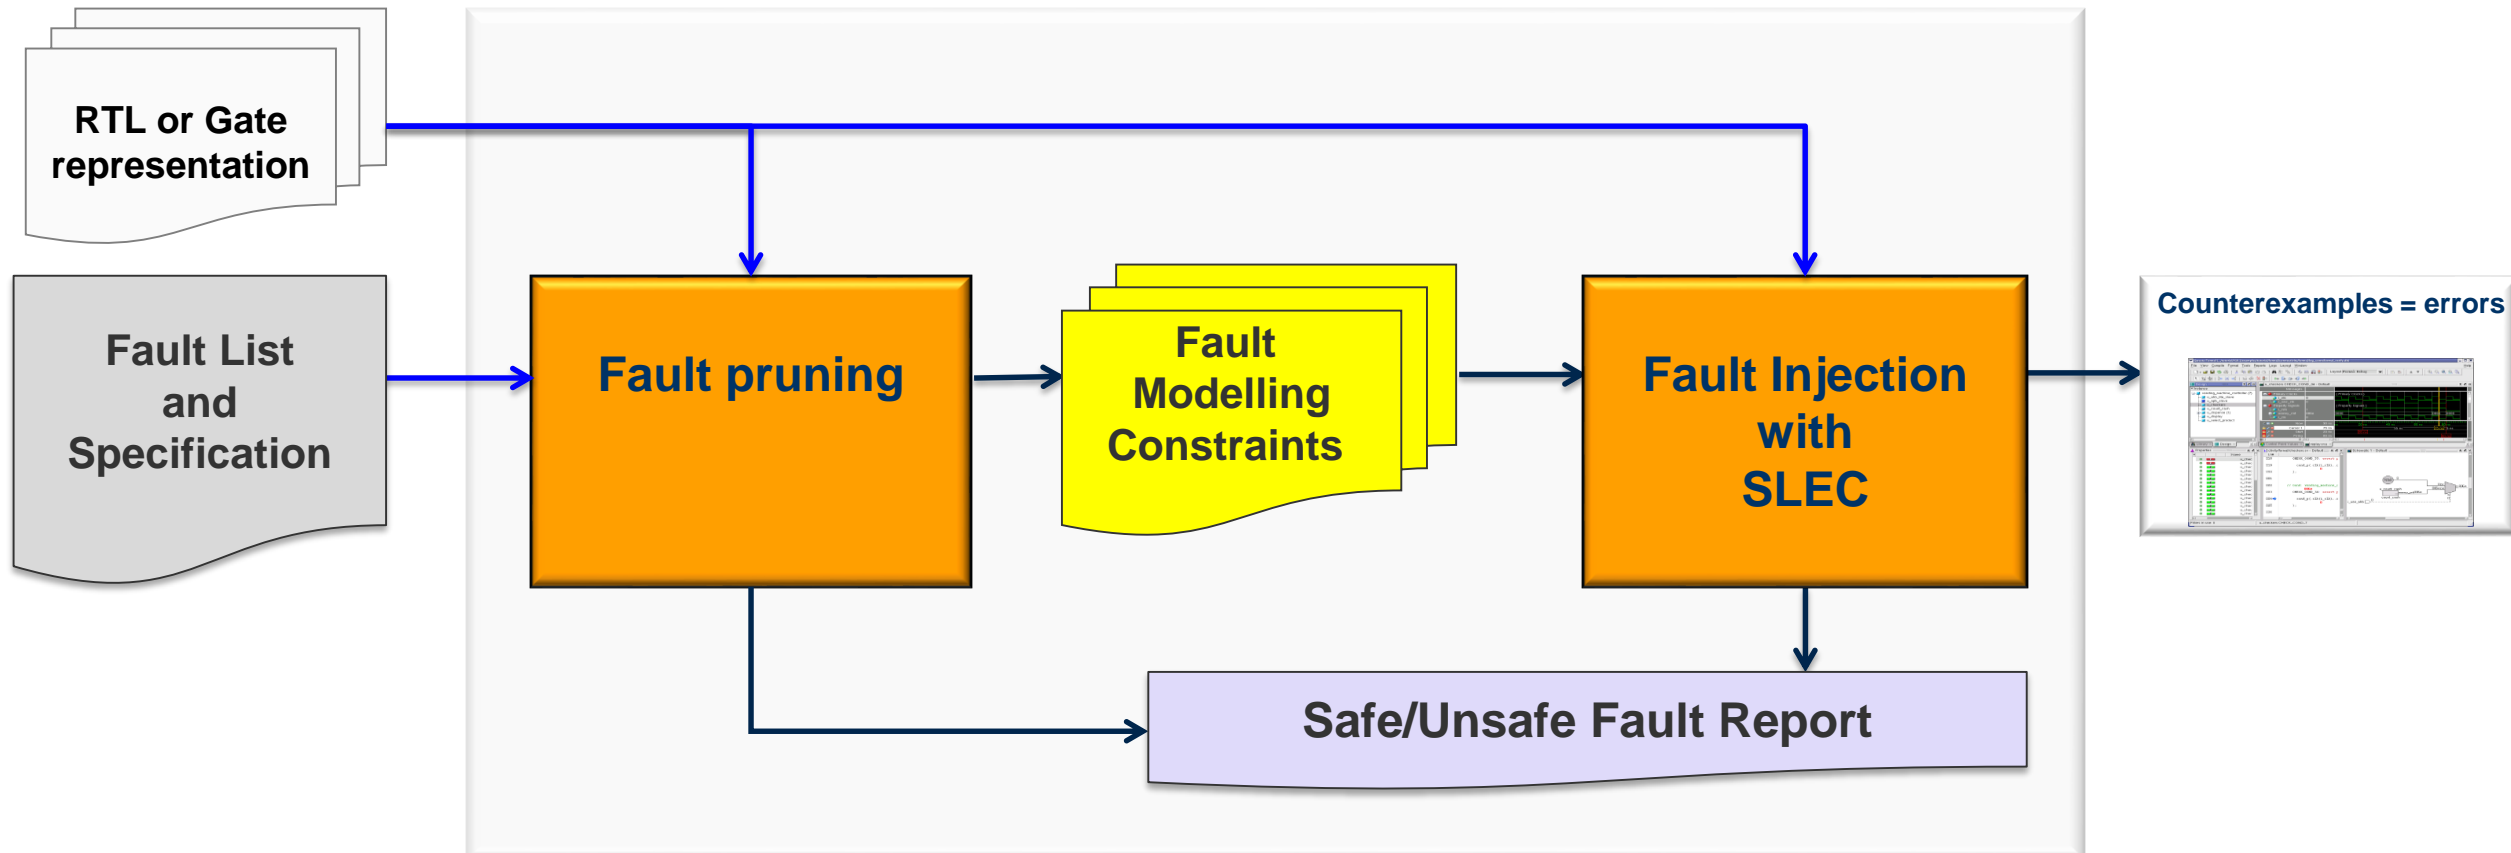 RTL or Gate
representation
Fault List
and
Specification
Fault pruning
Fault
Modelling
Constraints
Fault Injection
with
SLEC
Counterexamples = errors
Safe/Unsafe Fault Report